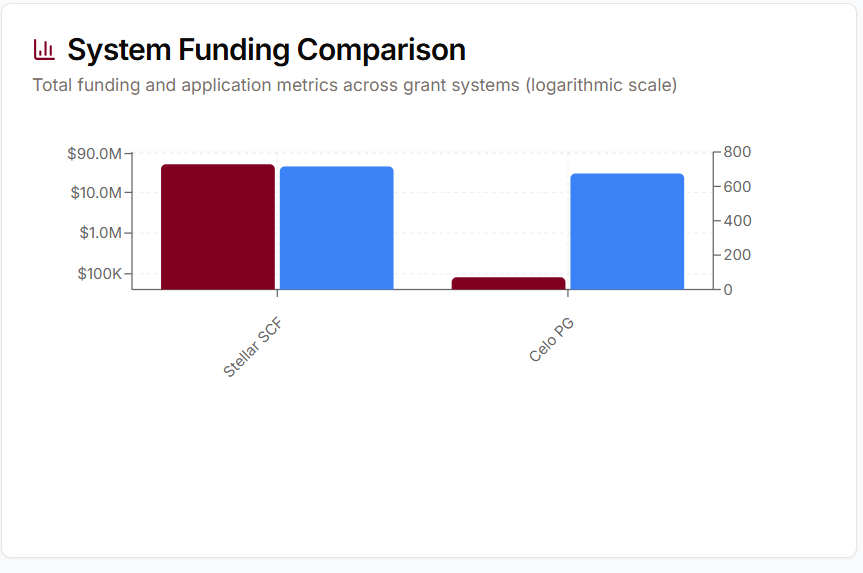 System Funding Comparison
Total funding and application metrics across grant systems (logarithmic scale)
$90.0M
$10.0M
$1.0M
$100K
800
600
400
200
0
Stellar SCF
Celo PG